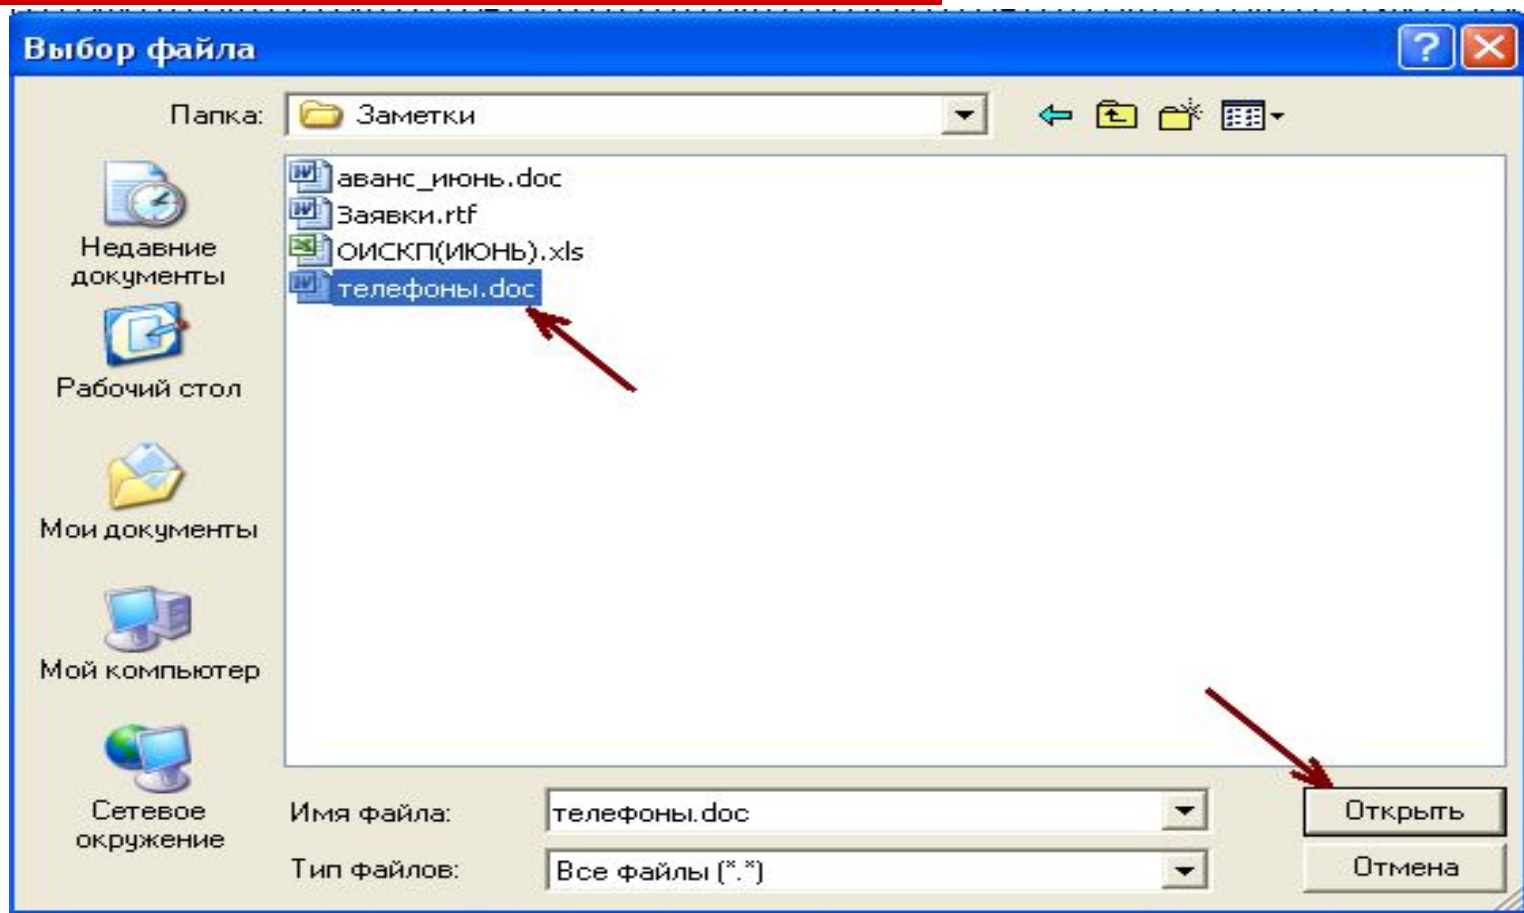 Выбор файла
Папка: Заметки
аванс_июнь.doc
Заявки.rtf
ОИСКП(ИЮНЬ).xls
телефоны.doc
Недавние
документы
Рабочий стол
Мои документы
Мой компьютер
Сетевое
окружение
Имя файла: телефоны.doc Открыть
Тип файлов: Все файлы (*.*) Отмена